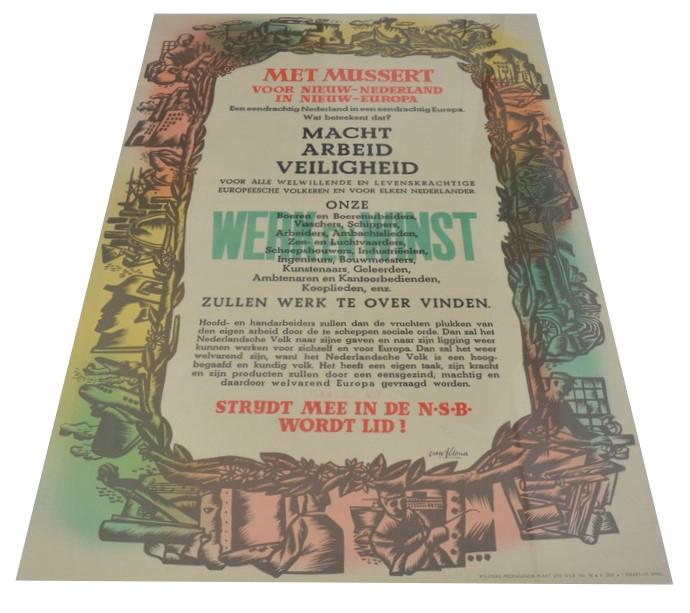 MET MUSSERT
VOOR NIEUW-NEDERLAND
IN NIEUW-EUROPA
Een eendrachtig Nederland in een eendrachtig Europa.
Wat beteekent dat?
MACHT
ARBEID
VEILIGHEID
VOOR ALLE WELWILLENDE EN LEVENSKRACHTIGE
EUROPEESCHE VOLKEREN EN VOOR ELKEN NEDERLANDER.
ONZE
Boeren en Boerenarbeiders,
Visschers, Schippers,
Arbeiders, Ambachtslieden,
Zee- en Luchtvaarders,
Scheepsbouwers, Industrieelen,
Ingenieurs, Bouwmeesters,
Kunstenaars, Geleerden,
Ambtenaren en Kantoorbedienden,
Kooplieden, enz.
ZULLEN WERK TE OVER VINDEN.
Hoofd- en handarbeiders zullen dan de vruchten plukken van
den eigen arbeid door de te scheppen sociale orde. Dan zal het
Nederlandsche Volk naar zijne gaven en naar zijn ligging weer
kunnen werken voor zichself en voor Europa. Dan zal het weer
welvarend zijn, want het Nederlandsche Volk is een hoog-
begaafd en kundig volk. Het heeft een eigen taak, zijn kracht
en zijn producten zullen door een eensgezind, machtig en
daardoor welvarend Europa gevraagd worden.
STRYDT MEE IN DE N·S·B·
WORDT LID!